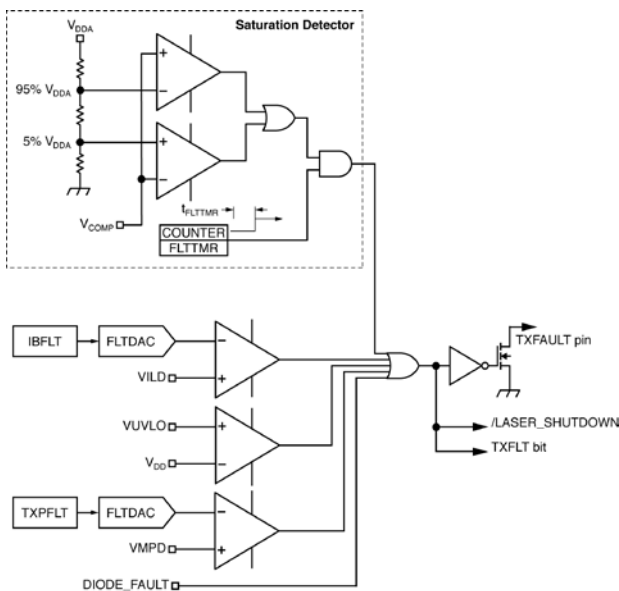 Saturation Detector
VDDA
+
−
95% VDDA
5% VDDA
+
−
VCOMP
tFLTTMR
COUNTER
FLTTMR
IBFLT
FLTDAC
−
VILD
+
TXFAULT pin
VUVLO
+
VDD
−
/LASER_SHUTDOWN
TXFLT bit
TXPFLT
FLTDAC
−
VMPD
+
DIODE_FAULT